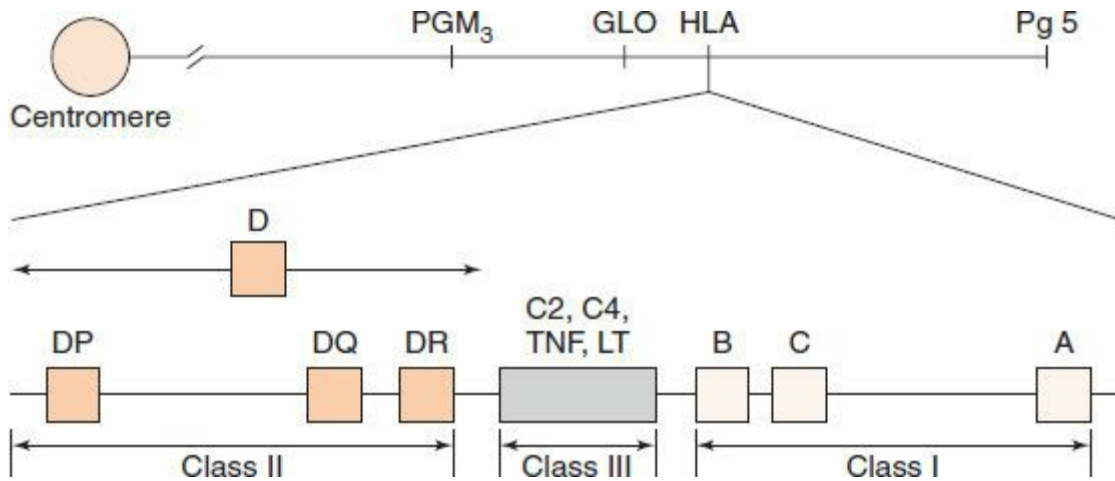 PGM3 GLO HLA Pg 5
Centromere
D
C2, C4,
TNF, LT
DP DQ DR B C A
Class II Class III Class I